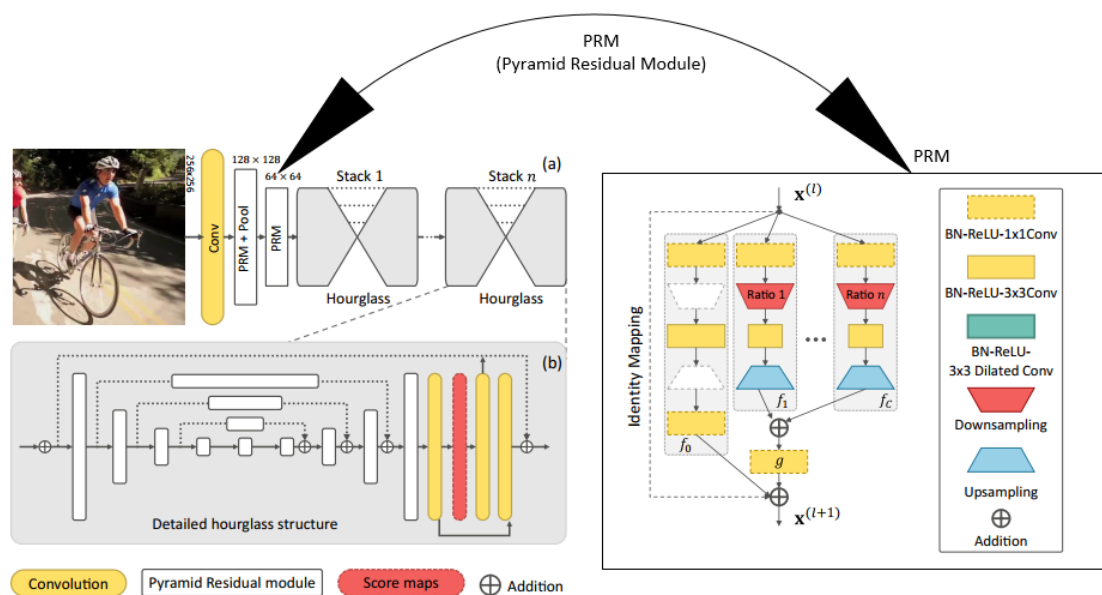 PRM
(Pyramid Residual Module)
PRM
256x256
Conv
128 × 128
PRM + Pool
64 × 64
PRM
Stack 1
Hourglass
Stack n
Hourglass
(a)
(b)
Detailed hourglass structure
Convolution
Pyramid Residual module
Score maps
Addition
x(l)
Identity Mapping
Ratio 1
Ratio n
f1
fC
f0
g
x(l+1)
BN-ReLU-1x1Conv
BN-ReLU-3x3Conv
BN-ReLU-
3x3 Dilated Conv
Downsampling
Upsampling
Addition